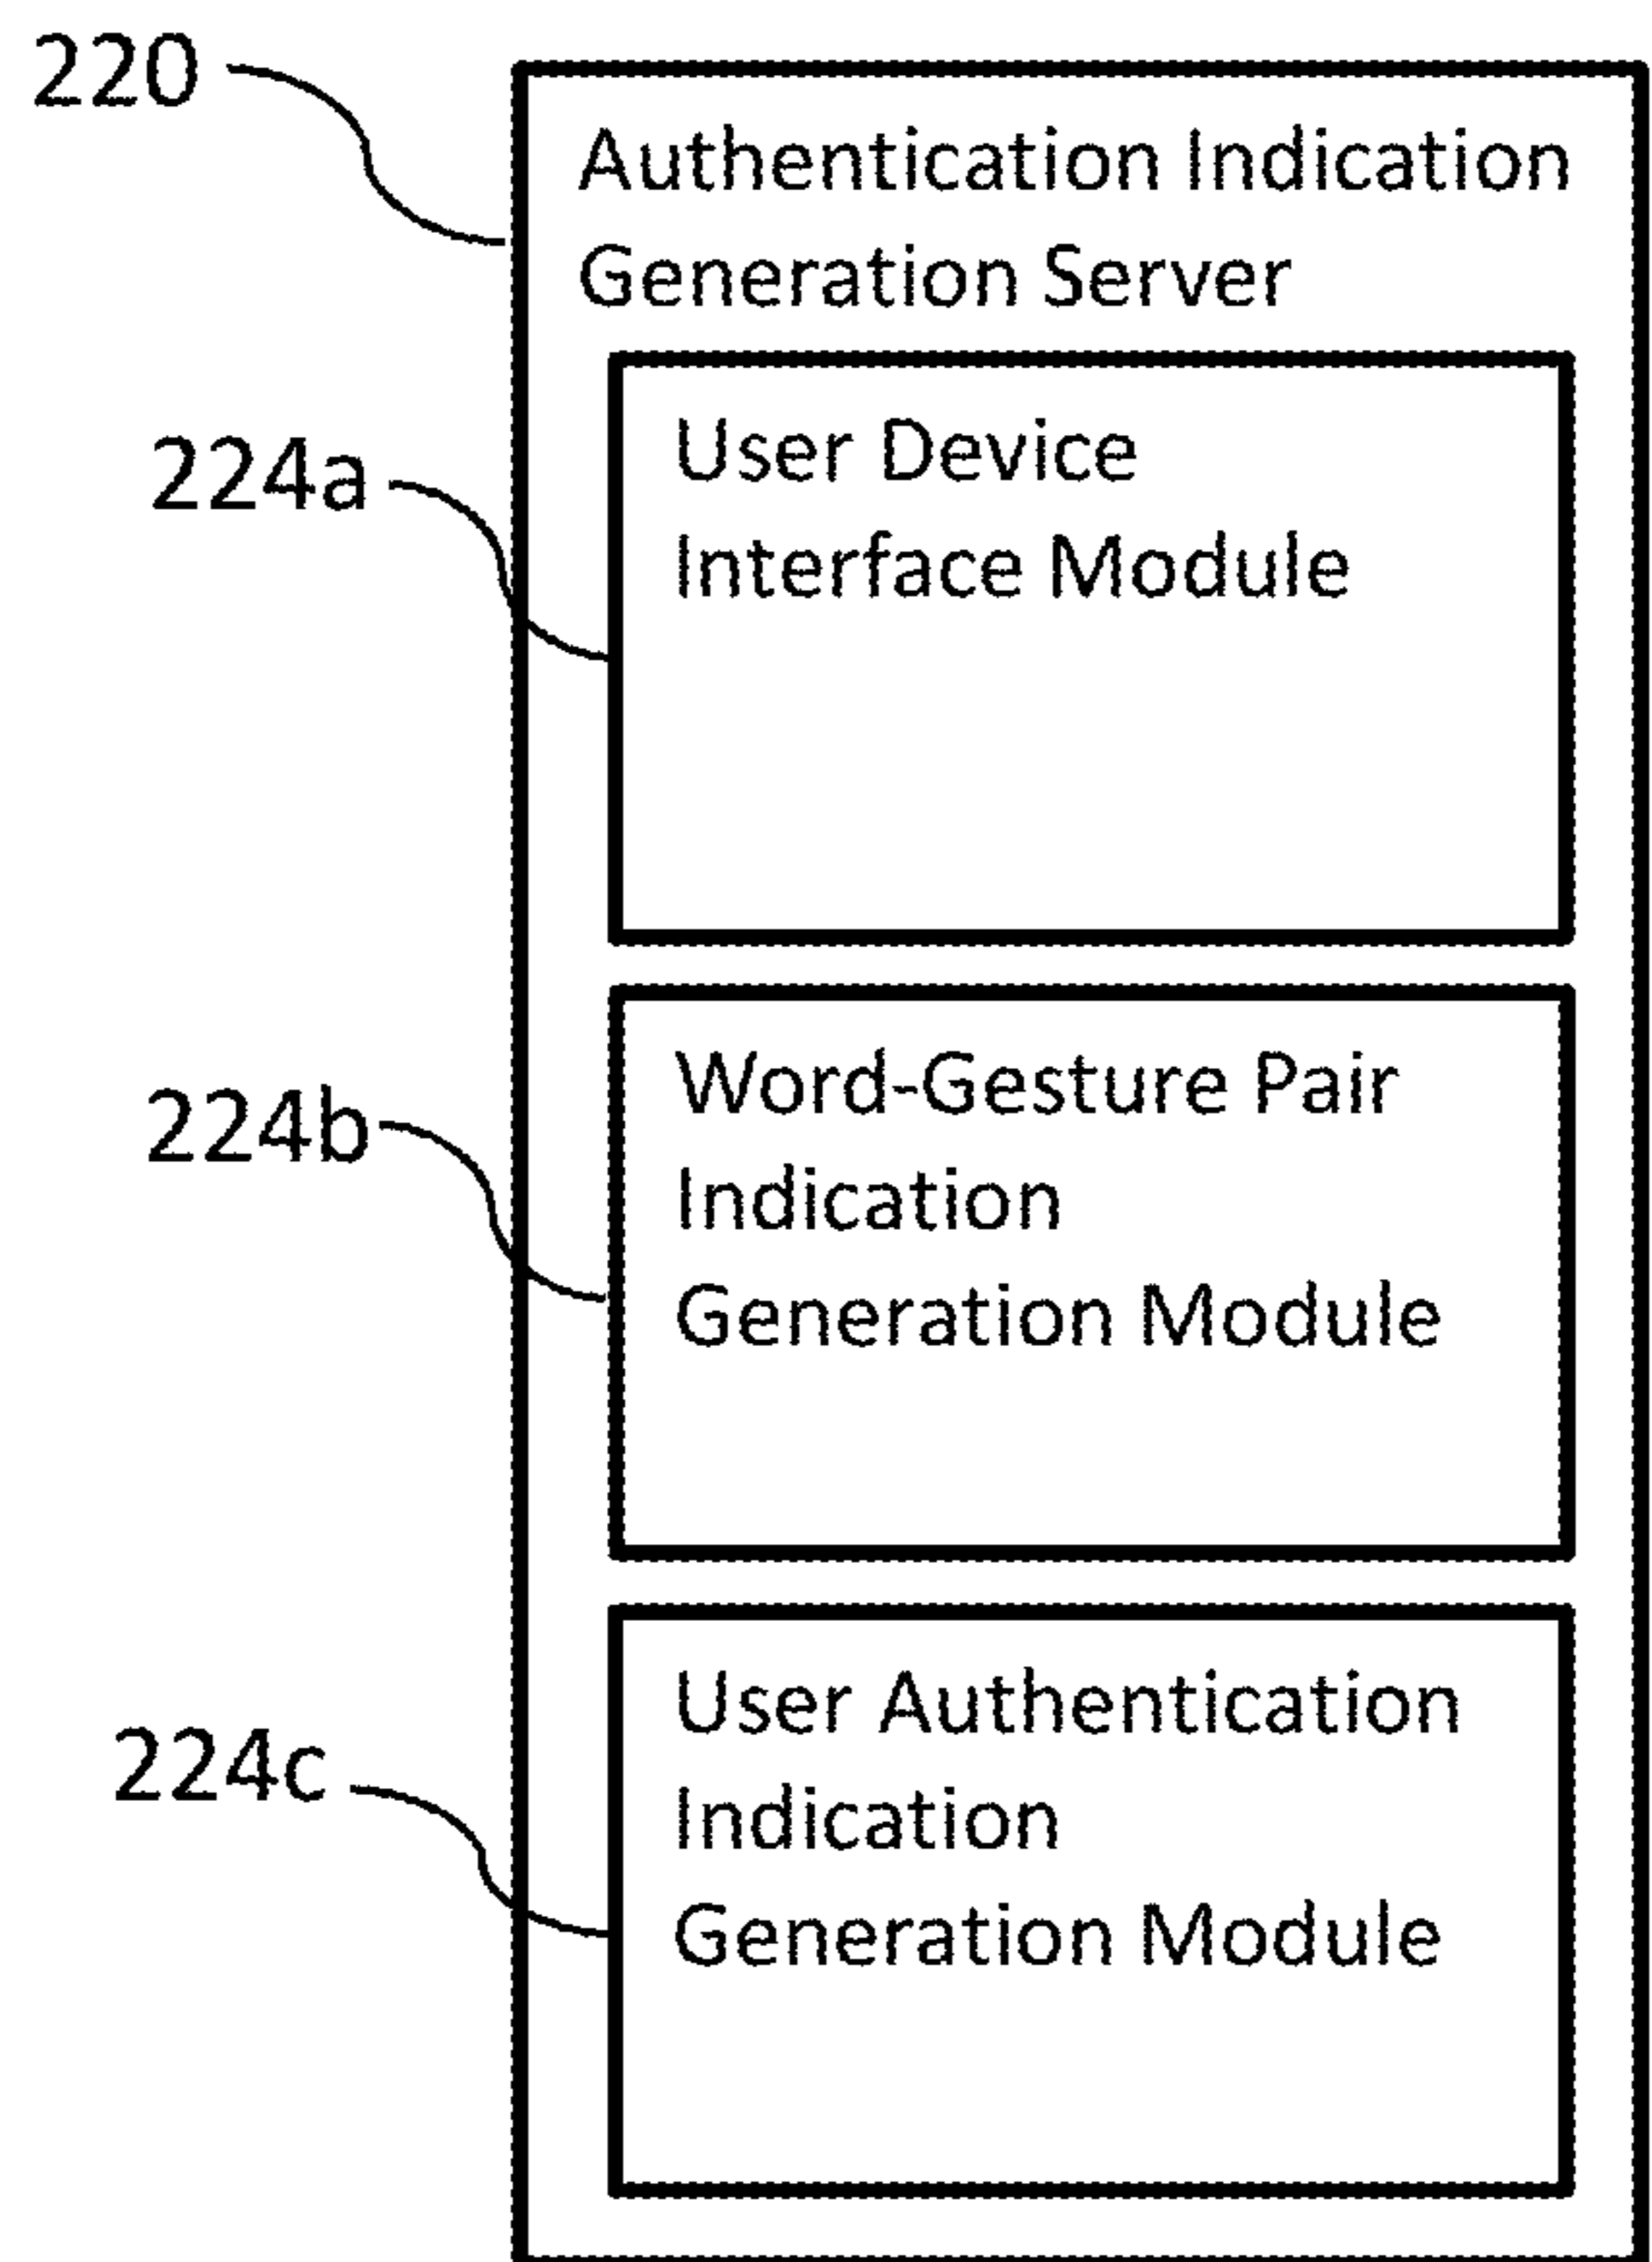 220
Authentication Indication
Generation Server
224a
User Device
Interface Module
224b
Word-Gesture Pair
Indication
Generation Module
224c
User Authentication
Indication
Generation Module